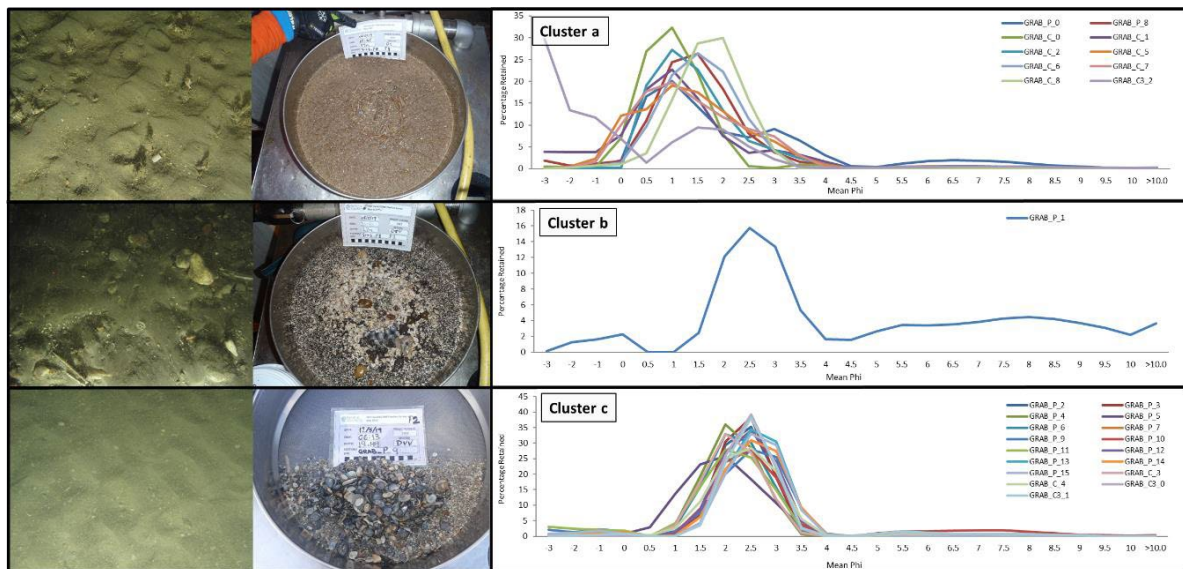 Cluster a
Percentage Retained
35
30
25
20
15
10
5
0
-3 -2 -1 0 0.5 1 1.5 2 2.5 3 3.5 4 4.5 5 5.5 6 6.5 7 7.5 8 8.5 9 9.5 10 >10.0
Mean Phi
GRAB_P_0 GRAB_P_8
GRAB_C_0 GRAB_C_1
GRAB_C_2 GRAB_C_5
GRAB_C_6 GRAB_C_7
GRAB_C_8 GRAB_C3_2
Cluster b
Percentage Retained
18
16
14
12
10
8
6
4
2
0
-3 -2 -1 0 0.5 1 1.5 2 2.5 3 3.5 4 4.5 5 5.5 6 6.5 7 7.5 8 8.5 9 9.5 10 >10.0
Mean Phi
GRAB_P_1
12
12/9/19
GRAB_P_9
Cluster c
Percentage Retained
45
40
35
30
25
20
15
10
5
0
-3 -2 -1 0 0.5 1 1.5 2 2.5 3 3.5 4 4.5 5 5.5 6 6.5 7 7.5 8 8.5 9 9.5 10 >10.0
Mean Phi
GRAB_P_2 GRAB_P_3
GRAB_P_4 GRAB_P_5
GRAB_P_6 GRAB_P_7
GRAB_P_9 GRAB_P_10
GRAB_P_11 GRAB_P_12
GRAB_P_13 GRAB_P_14
GRAB_P_15 GRAB_C_3
GRAB_C_4 GRAB_C3_0
GRAB_C3_1